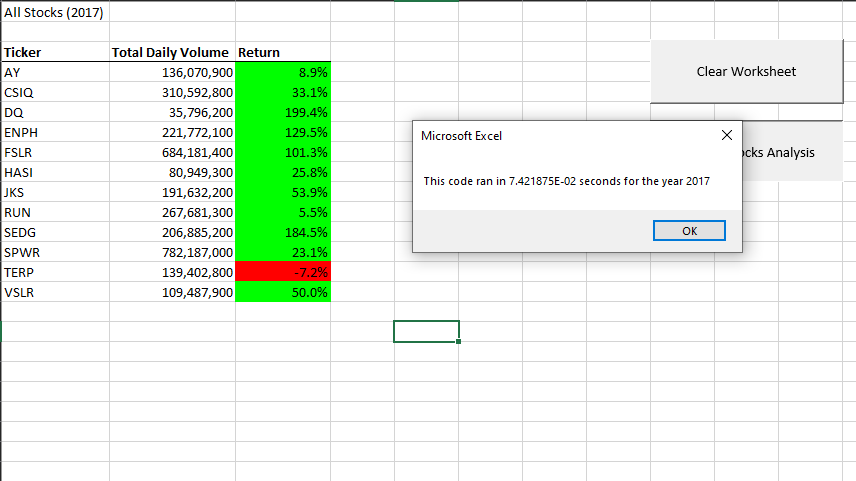 All Stocks (2017)
Ticker Total Daily Volume Return
AY 136,070,900 8.9%
CSIQ 310,592,800 33.1%
DQ 35,796,200 199.4%
ENPH 221,772,100 129.5%
FSLR 684,181,400 101.3%
HASI 80,949,300 25.8%
JKS 191,632,200 53.9%
RUN 267,681,300 5.5%
SEDG 206,885,200 184.5%
SPWR 782,187,000 23.1%
TERP 139,402,800 -7.2%
VSLR 109,487,900 50.0%
Clear Worksheet
Microsoft Excel
This code ran in 7.421875E-02 seconds for the year 2017
OK
Analysis